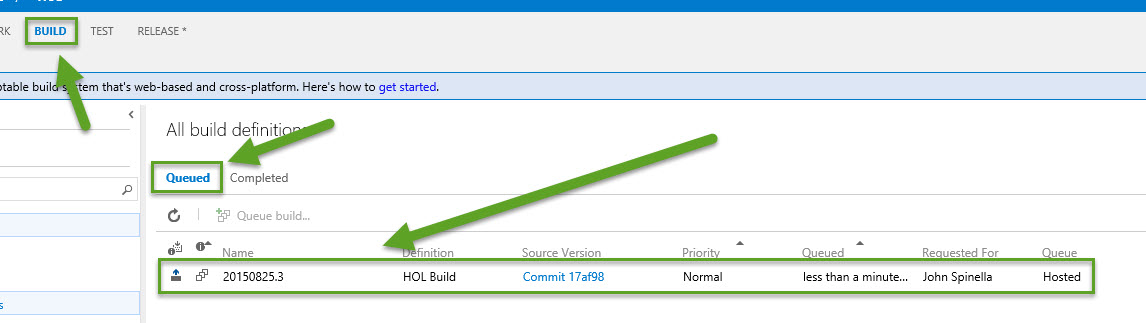 RK BUILD TEST RELEASE *
ptable build system that's web-based and cross-platform. Here's how to get started.
All build definitions
Queued Completed
Queue build...
Name Definition Source Version Priority Queued Requested For Queue
20150825.3 HOL Build Commit 17af98 Normal less than a minute... John Spinella Hosted
s